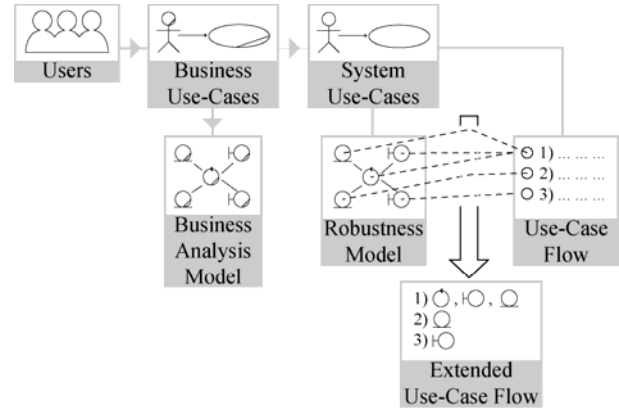 Users
Business
Use-Cases
System
Use-Cases
Business
Analysis
Model
Robustness
Model
1) ... ... ...
2) ... ... ...
3) ... ... ...
Use-Case
Flow
1) , ,
2)
3)
Extended
Use-Case Flow